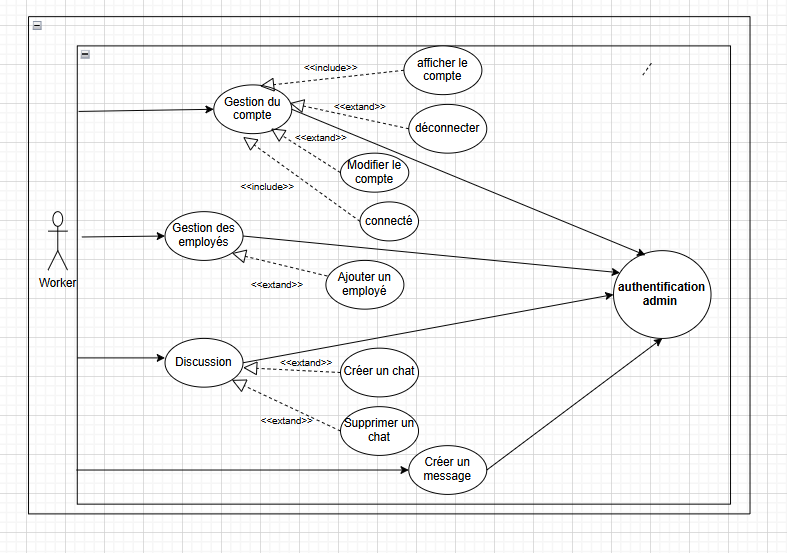 afficher le
compte
<<include>>
Gestion du
compte
<<extand>>
déconnecter
<<extand>>
Modifier le
compte
<<include>>
connecté
Gestion des
employés
Worker
<<extand>>
Ajouter un
employé
authentification
admin
Discussion
<<extand>>
Créer un chat
<<extand>>
Supprimer un
chat
Créer un
message